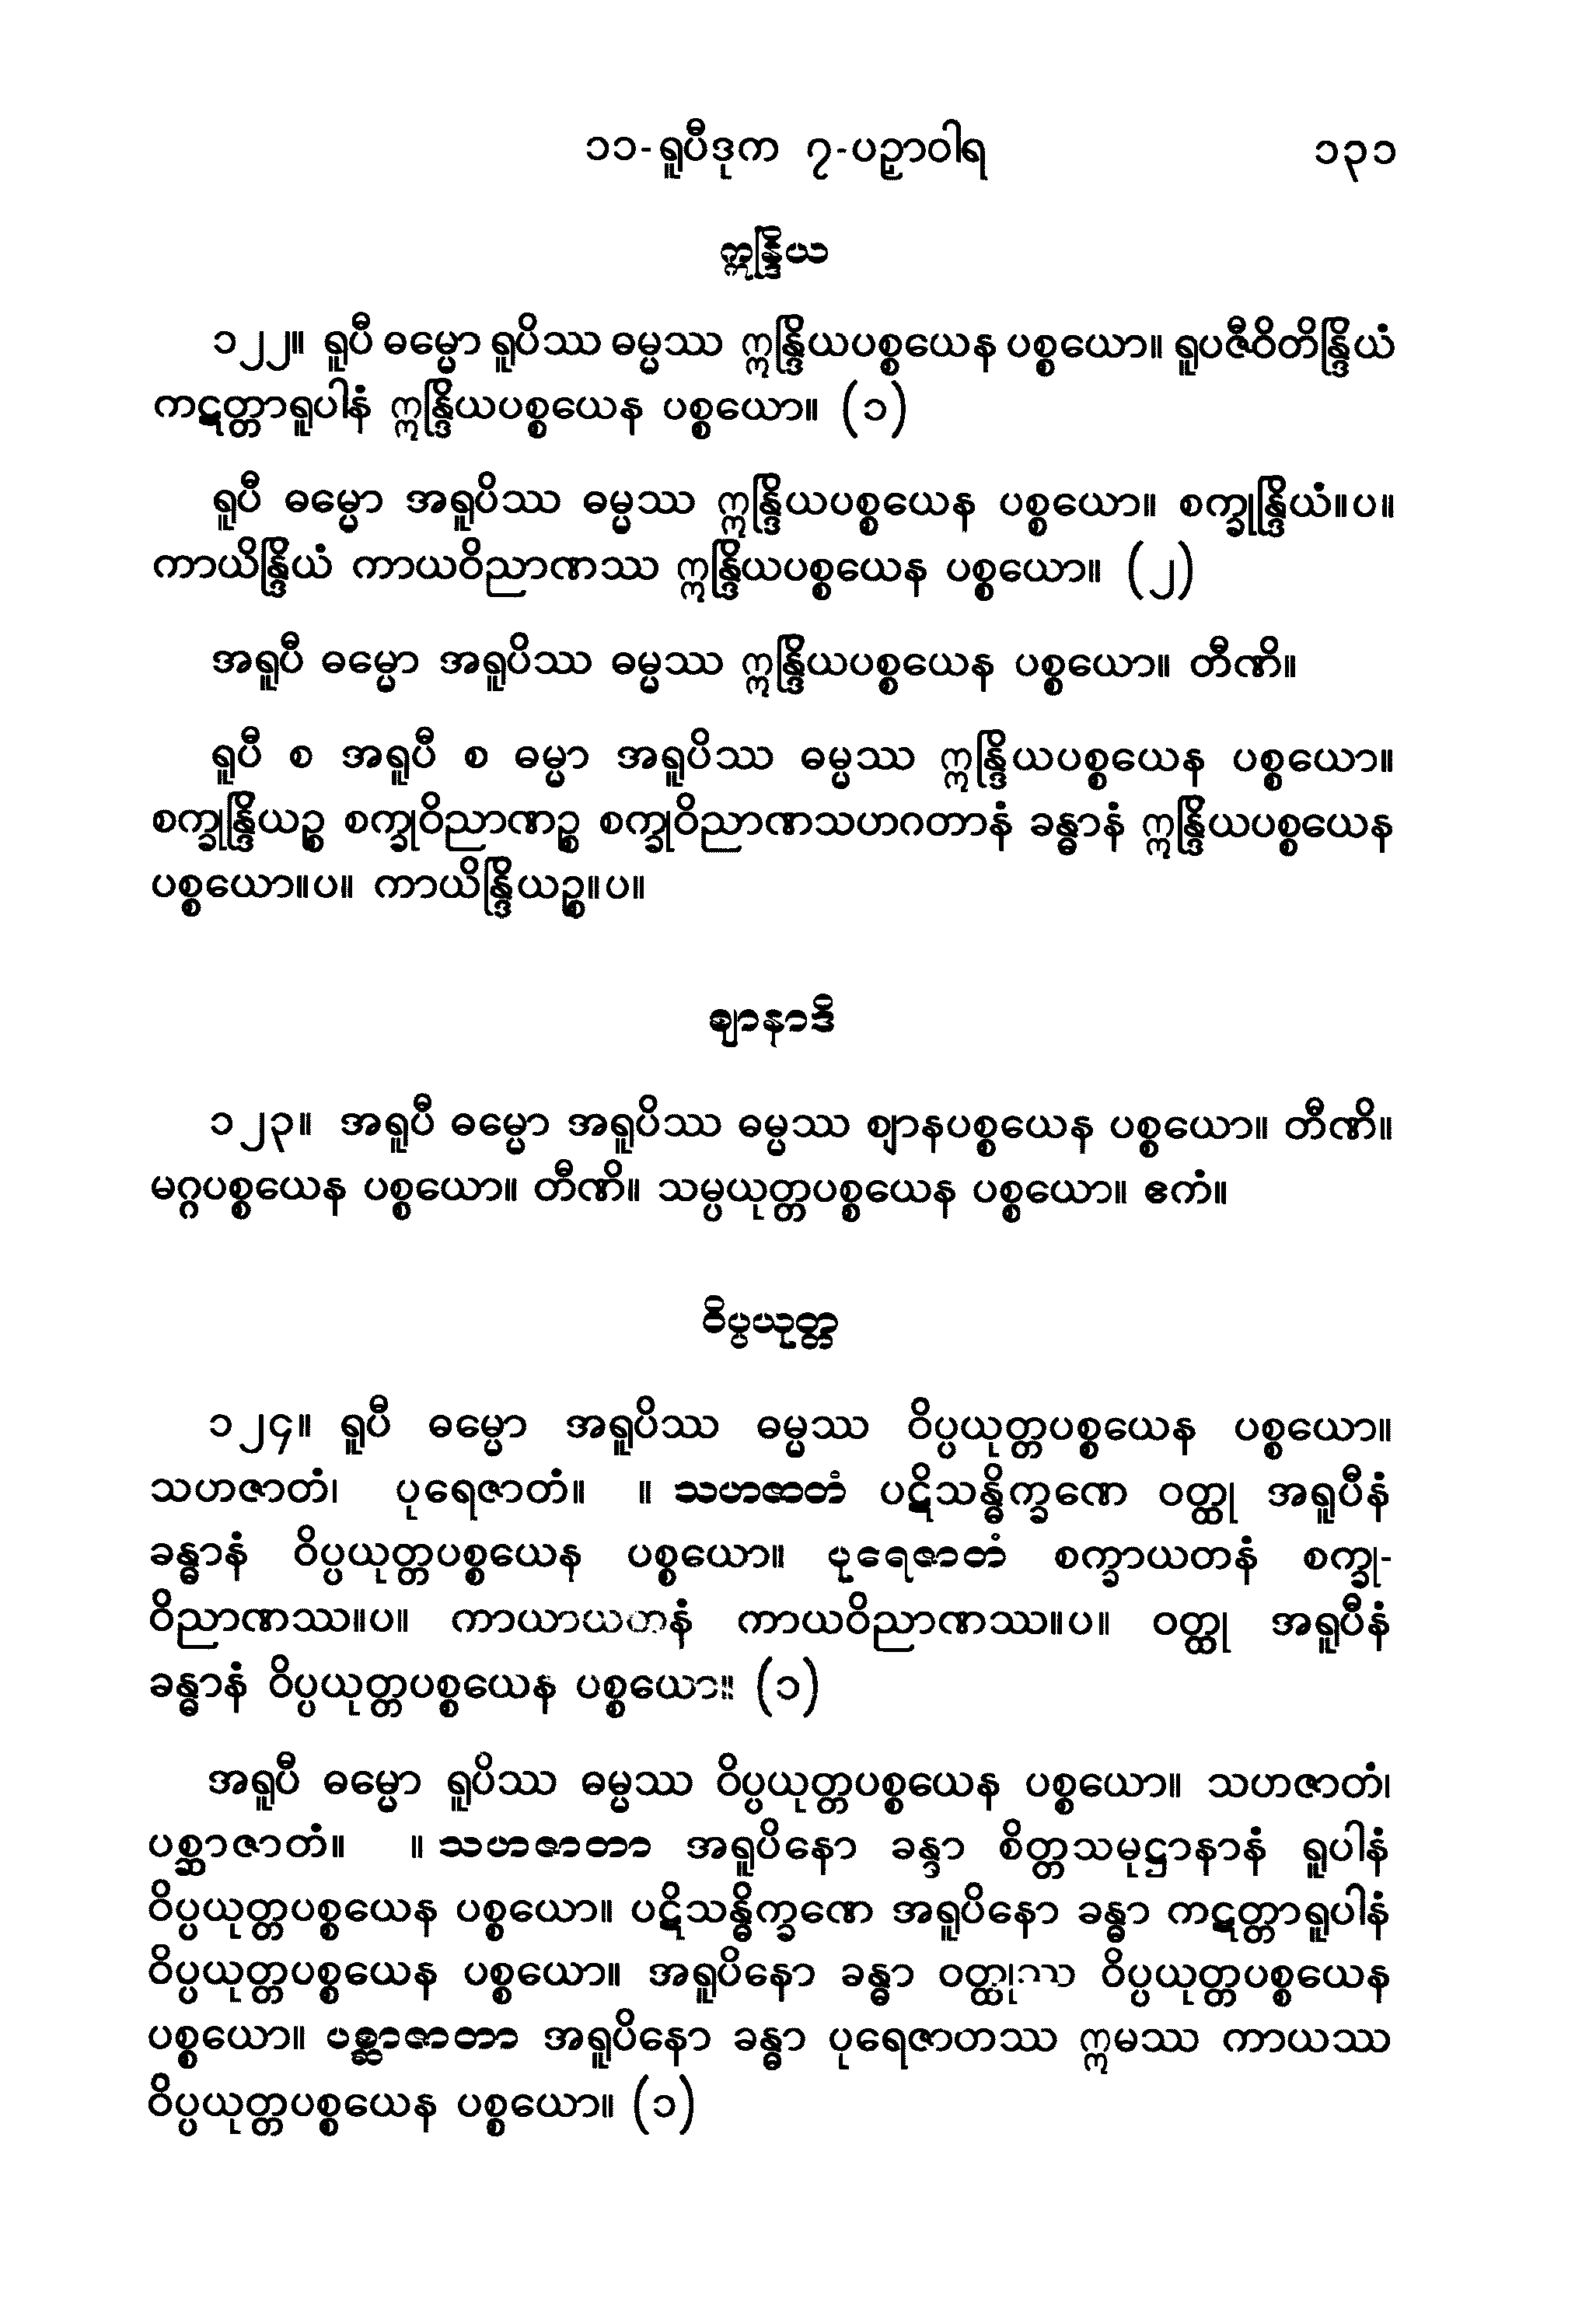 ၁၁-ရူပီဒုက ၇-ပဉှာဝါရ ၁၃၁
ဣန္ဒြိယ
၁၂၂။ ရူပီ ဓမ္မော ရူပိဿ ဓမ္မဿ ဣန္ဒြိယပစ္စယေန ပစ္စယော။ ရူပဇီဝိတိန္ဒြိယံ
ကဋတ္တာရူပါနံ ဣန္ဒြိယပစ္စယေန ပစ္စယော။ (၁)
ရူပီ ဓမ္မော အရူပိဿ ဓမ္မဿ ဣန္ဒြိယပစ္စယေန ပစ္စယော။ စက္ခုန္ဒြိယံ။ပ။
ကာယိန္ဒြိယံ ကာယဝိညာဏဿ ဣန္ဒြိယပစ္စယေန ပစ္စယော။ (၂)
အရူပီ ဓမ္မော အရူပိဿ ဓမ္မဿ ဣန္ဒြိယပစ္စယေန ပစ္စယော။ တီဏိ။
ရူပီ စ အရူပီ စ ဓမ္မာ အရူပိဿ ဓမ္မဿ ဣန္ဒြိယပစ္စယေန ပစ္စယော။
စက္ခုန္ဒြိယဉ္စ စက္ခုဝိညာဏဉ္စ စက္ခုဝိညာဏသဟဂတာနံ ခန္ဓာနံ ဣန္ဒြိယပစ္စယေန
ပစ္စယော။ပ။ ကာယိန္ဒြိယဉ္စ။ပ။
ဈာနာဒိ
၁၂၃။ အရူပီ ဓမ္မော အရူပိဿ ဓမ္မဿ ဈာနပစ္စယေန ပစ္စယော။ တီဏိ။
မဂ္ဂပစ္စယေန ပစ္စယော။ တီဏိ။ သမ္ပယုတ္တပစ္စယေန ပစ္စယော။ ဧကံ။
ဝိပ္ပယုတ္တ
၁၂၄။ ရူပီ ဓမ္မော အရူပိဿ ဓမ္မဿ ဝိပ္ပယုတ္တပစ္စယေန ပစ္စယော။
သဟဇာတံ၊ ပုရေဇာတံ။ ။ သဟဇာတံ ပဋိသန္ဓိက္ခဏေ ဝတ္ထု အရူပီနံ
ခန္ဓာနံ ဝိပ္ပယုတ္တပစ္စယေန ပစ္စယော။ ပုရေဇာတံ စက္ခာယတနံ စက္ခု-
ဝိညာဏဿ။ပ။ ကာယာယတနံ ကာယဝိညာဏဿ။ပ။ ဝတ္ထု အရူပီနံ
ခန္ဓာနံ ဝိပ္ပယုတ္တပစ္စယေန ပစ္စယော။ (၁)
အရူပီ ဓမ္မော ရူပိဿ ဓမ္မဿ ဝိပ္ပယုတ္တပစ္စယေန ပစ္စယော။ သဟဇာတံ၊
ပစ္ဆာဇာတံ။ ။ သဟဇာတာ အရူပိနော ခန္ဒာ စိတ္တသမုဋ္ဌာနာနံ ရူပါနံ
ဝိပ္ပယုတ္တပစ္စယေန ပစ္စယော။ ပဋိသန္ဓိက္ခဏေ အရူပိနော ခန္ဓာ ကဋတ္တာရူပါနံ
ဝိပ္ပယုတ္တပစ္စယေန ပစ္စယော။ အရူပိနော ခန္ဓာ ဝတ္ထုဿ ဝိပ္ပယုတ္တပစ္စယေန
ပစ္စယော။ ပစ္ဆာဇာတာ အရူပိနော ခန္ဓာ ပုရေဇာတဿ ဣမဿ ကာယဿ
ဝိပ္ပယုတ္တပစ္စယေန ပစ္စယော။ (၁)